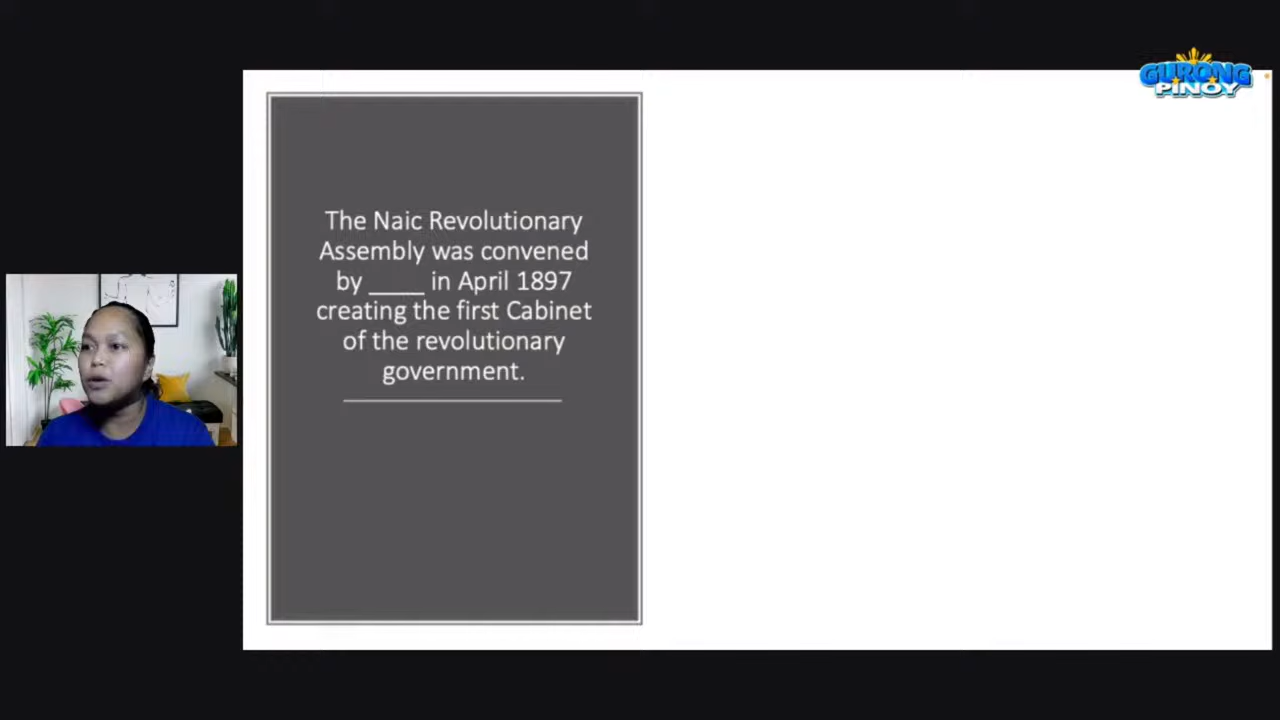 GURONG
PINOY
The Naic Revolutionary
Assembly was convened
by ____ in April 1897
creating the first Cabinet
of the revolutionary
government.